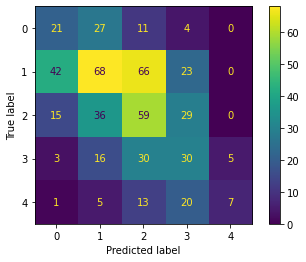 0 21 27 11 4 0
1 42 68 66 23 0
2 15 36 59 29 0
3 3 16 30 30 5
4 1 5 13 20 7
0 1 2 3 4
Predicted label
True label
60
50
40
30
20
10
0